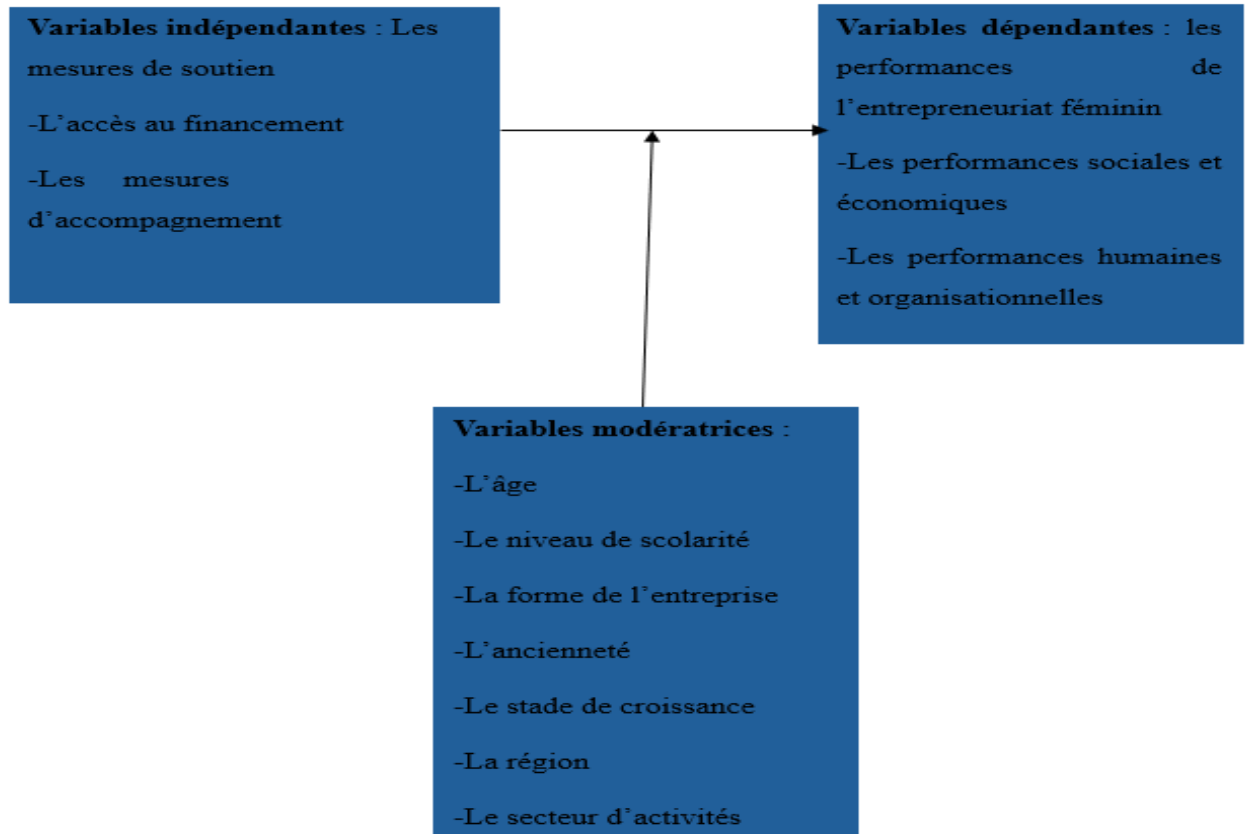 Variables indépendantes : Les
mesures de soutien
-L'accès au financement
-Les mesures
d'accompagnement
Variables dépendantes : les
performances de
l'entrepreneuriat féminin
-Les performances sociales et
économiques
-Les performances humaines
et organisationnelles
Variables modératrices :
-L'âge
-Le niveau de scolarité
-La forme de l'entreprise
-L'ancienneté
-Le stade de croissance
-La région
-Le secteur d'activités